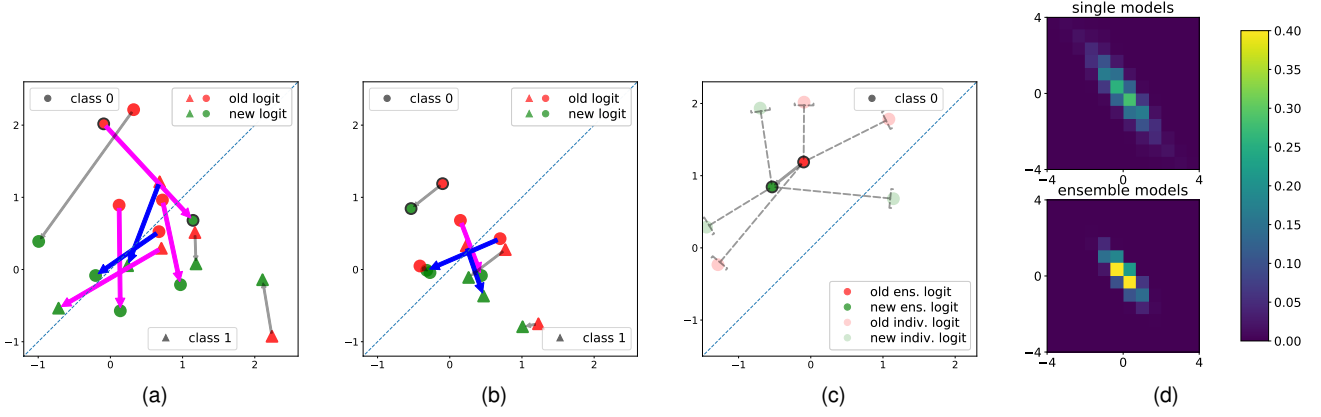 class 0
old logit
new logit
class 1
2
1
0
−1
−1
0
1
2
(a)
class 0
old logit
new logit
class 1
2
1
0
−1
−1
0
1
2
(b)
class 0
old ens. logit
new ens. logit
old indiv. logit
new indiv. logit
2
1
0
−1
−1
0
1
2
(c)
single models
4
0
−4
−4
0
4
ensemble models
4
0
−4
−4
0
4
0.40
0.35
0.30
0.25
0.20
0.15
0.10
0.05
0.00
(d)